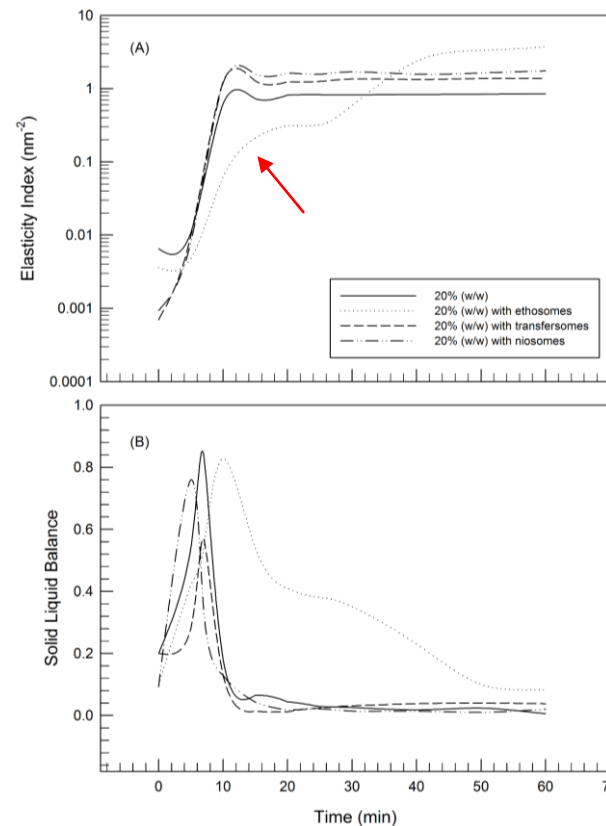 10
(A)
1
0.1
0.01
0.001
0.0001
Elasticity Index (nm⁻²)
20% (w/w)
20% (w/w) with ethosomes
20% (w/w) with transfersomes
20% (w/w) with niosomes
(B)
1.0
0.8
0.6
0.4
0.2
0.0
Solid Liquid Balance
0 10 20 30 40 50 60 7
Time (min)